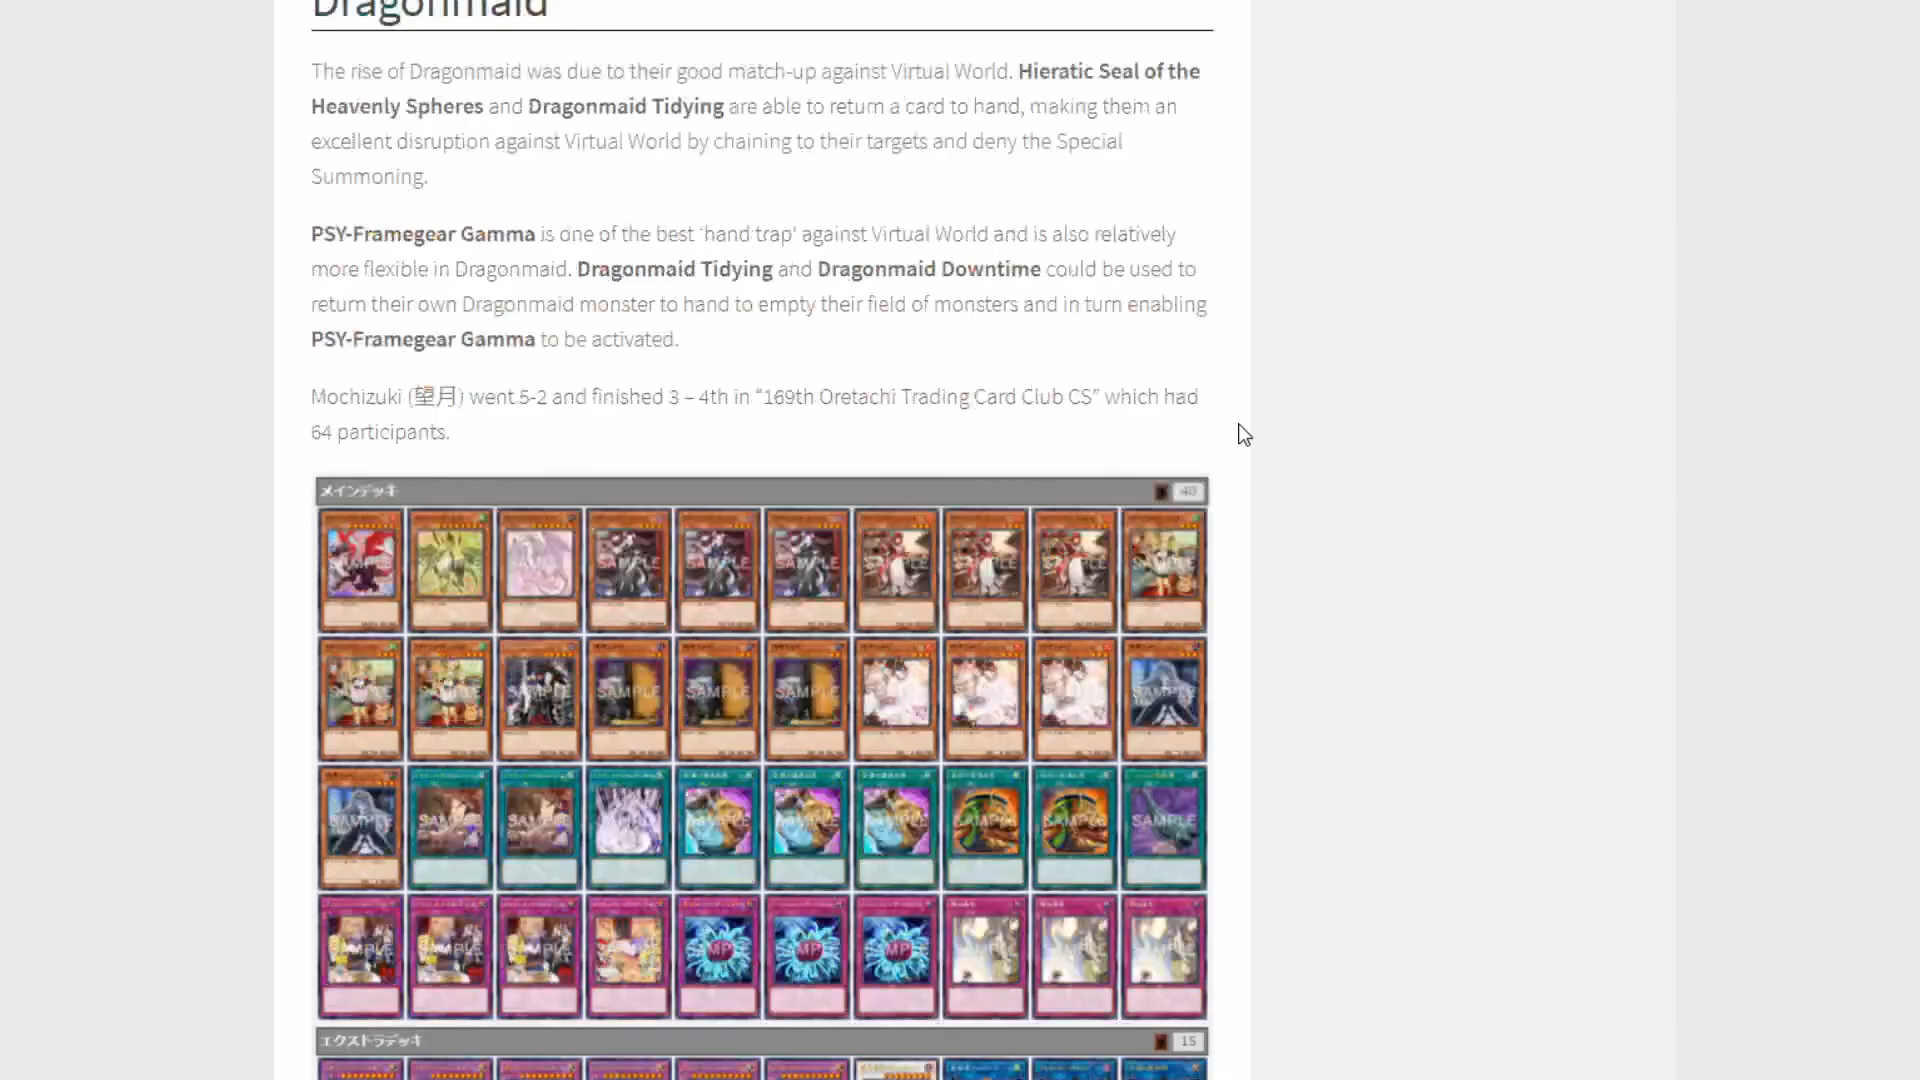 Dragonmaid
The rise of Dragonmaid was due to their good match-up against Virtual World. Hieratic Seal of the
Heavenly Spheres and Dragonmaid Tidying are able to return a card to hand, making them an
excellent disruption against Virtual World by chaining to their targets and deny the Special
Summoning.
PSY-Framegear Gamma is one of the best 'hand trap' against Virtual World and is also relatively
more flexible in Dragonmaid. Dragonmaid Tidying and Dragonmaid Downtime could be used to
return their own Dragonmaid monster to hand to empty their field of monsters and in turn enabling
PSY-Framegear Gamma to be activated.
Mochizuki (望月) went 5-2 and finished 3 – 4th in “169th Oretachi Trading Card Club CS” which had
64 participants.
メインデッキ 40
エクストラデッキ 15